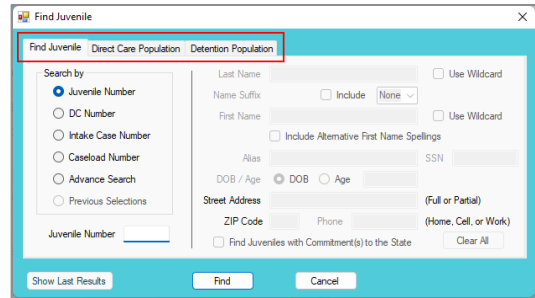 Find Juvenile
Find Juvenile Direct Care Population Detention Population
Search by
Juvenile Number
DC Number
Intake Case Number
Caseload Number
Advance Search
Previous Selections
Juvenile Number
Last Name Use Wildcard
Name Suffix Include None
First Name Use Wildcard
Include Alternative First Name Spellings
Alias SSN
DOB / Age DOB Age
Street Address (Full or Partial)
ZIP Code Phone (Home, Cell, or Work)
Find Juveniles with Commitment(s) to the State Clear All
Show Last Results Find Cancel